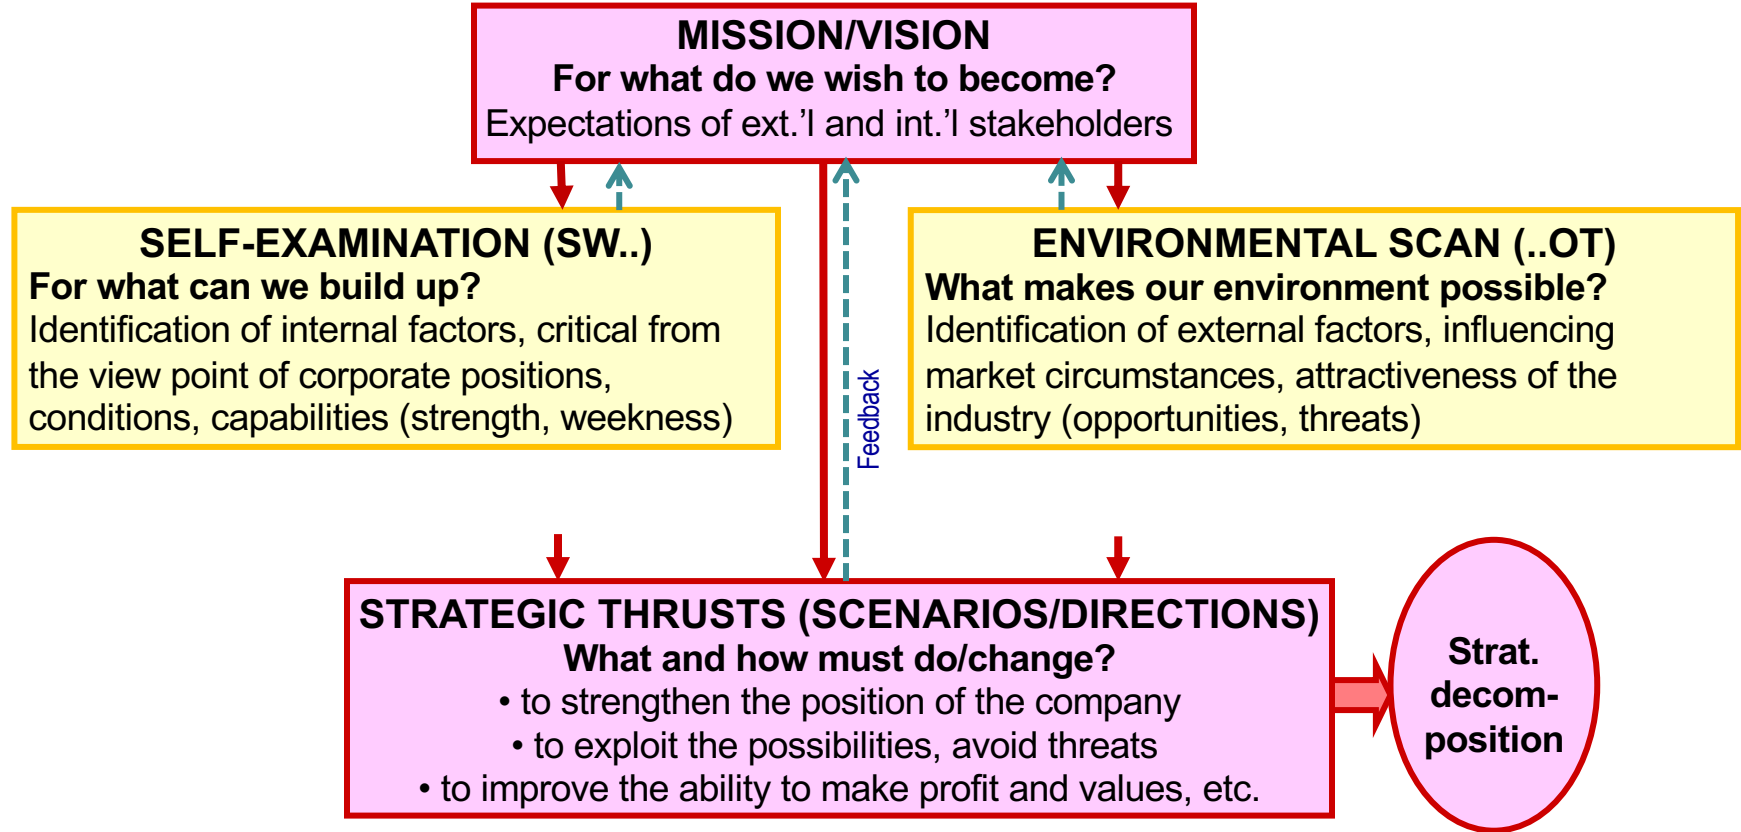 MISSION/VISION
For what do we wish to become?
Expectations of ext.’l and int.’l stakeholders
SELF-EXAMINATION (SW..)
For what can we build up?
Identification of internal factors, critical from
the view point of corporate positions,
conditions, capabilities (strength, weekness)
ENVIRONMENTAL SCAN (..OT)
What makes our environment possible?
Identification of external factors, influencing
market circumstances, attractiveness of the
industry (opportunities, threats)
Feedback
STRATEGIC THRUSTS (SCENARIOS/DIRECTIONS)
What and how must do/change?
• to strengthen the position of the company
• to exploit the possibilities, avoid threats
• to improve the ability to make profit and values, etc.
Strat.
decom-
position